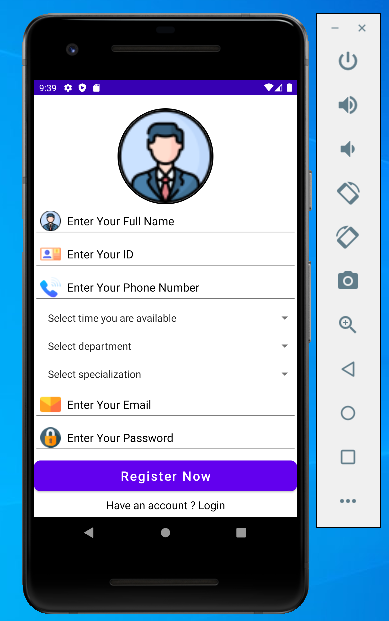 9:39
Enter Your Full Name
Enter Your ID
Enter Your Phone Number
Select time you are available
Select department
Select specialization
Enter Your Email
Enter Your Password
Register Now
Have an account ? Login